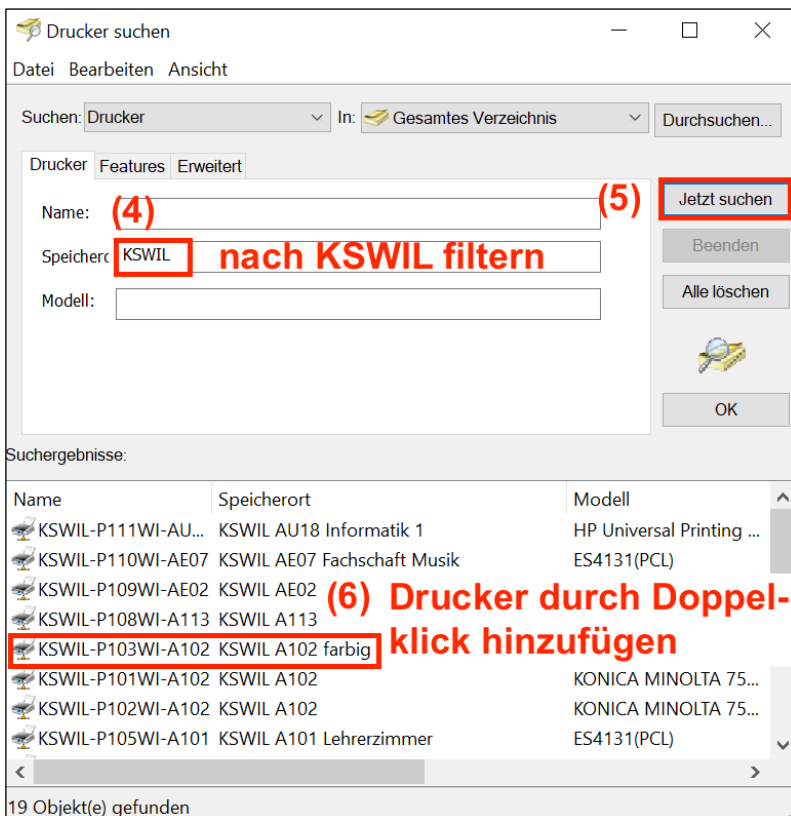 Drucker suchen
Datei Bearbeiten Ansicht
Suchen: Drucker In: Gesamtes Verzeichnis Durchsuchen...
Drucker Features Erweitert
Name: (4) (5) Jetzt suchen
Speicherc KSWIL nach KSWIL filtern Beenden
Modell: Alle löschen
OK
Suchergebnisse:
Name Speicherort Modell
KSWIL-P111WI-AU... KSWIL AU18 Informatik 1 HP Universal Printing ...
KSWIL-P110WI-AE07 KSWIL AE07 Fachschaft Musik ES4131(PCL)
KSWIL-P109WI-AE02 KSWIL AE02
KSWIL-P108WI-A113 KSWIL A113
(6) Drucker durch Doppel-
klick hinzufügen
KSWIL-P103WI-A102 KSWIL A102 farbig
KSWIL-P101WI-A102 KSWIL A102 KONICA MINOLTA 75...
KSWIL-P102WI-A102 KSWIL A102 KONICA MINOLTA 75...
KSWIL-P105WI-A101 KSWIL A101 Lehrerzimmer ES4131(PCL)
19 Objekt(e) gefunden